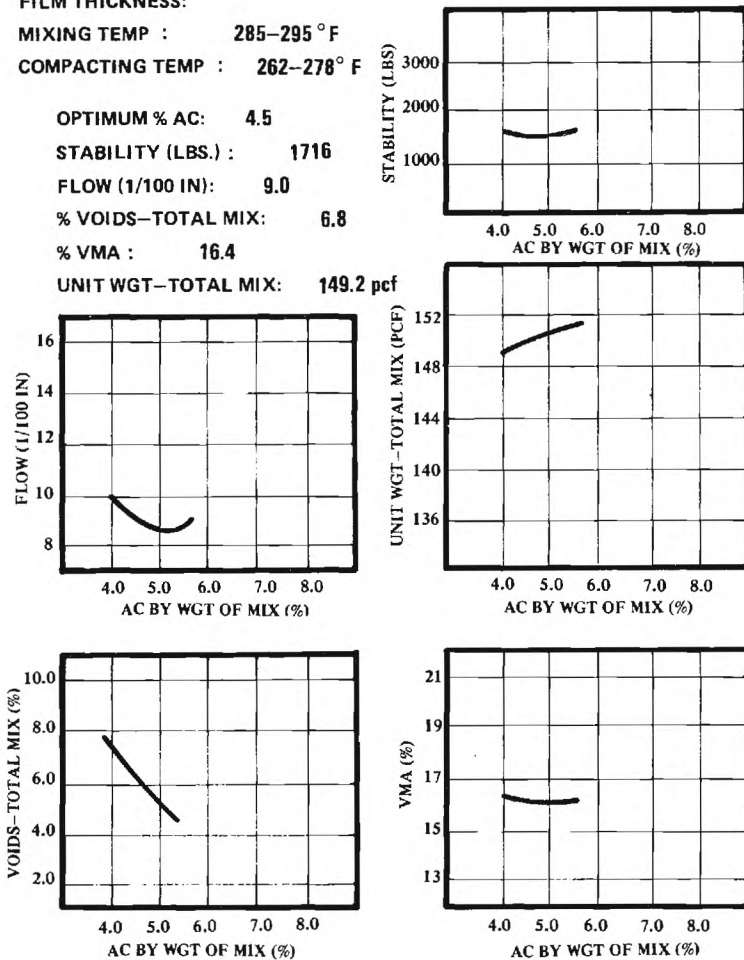 FILM THICKNESS:
MIXING TEMP : 285–295 °F
COMPACTING TEMP : 262–278° F
OPTIMUM % AC: 4.5
STABILITY (LBS.) : 1716
FLOW (1/100 IN): 9.0
% VOIDS–TOTAL MIX: 6.8
% VMA : 16.4
UNIT WGT–TOTAL MIX: 149.2 pcf
STABILITY (LBS)
3000
2000
1000
4.0 5.0 6.0 7.0 8.0
AC BY WGT OF MIX (%)
FLOW (1/100 IN)
16
14
12
10
8
4.0 5.0 6.0 7.0 8.0
AC BY WGT OF MIX (%)
UNIT WGT–TOTAL MIX (PCF)
152
148
144
140
136
4.0 5.0 6.0 7.0 8.0
AC BY WGT OF MIX (%)
VOIDS–TOTAL MIX (%)
10.0
8.0
6.0
4.0
2.0
4.0 5.0 6.0 7.0 8.0
AC BY WGT OF MIX (%)
VMA (%)
21
19
17
15
13
4.0 5.0 6.0 7.0 8.0
AC BY WGT OF MIX (%)